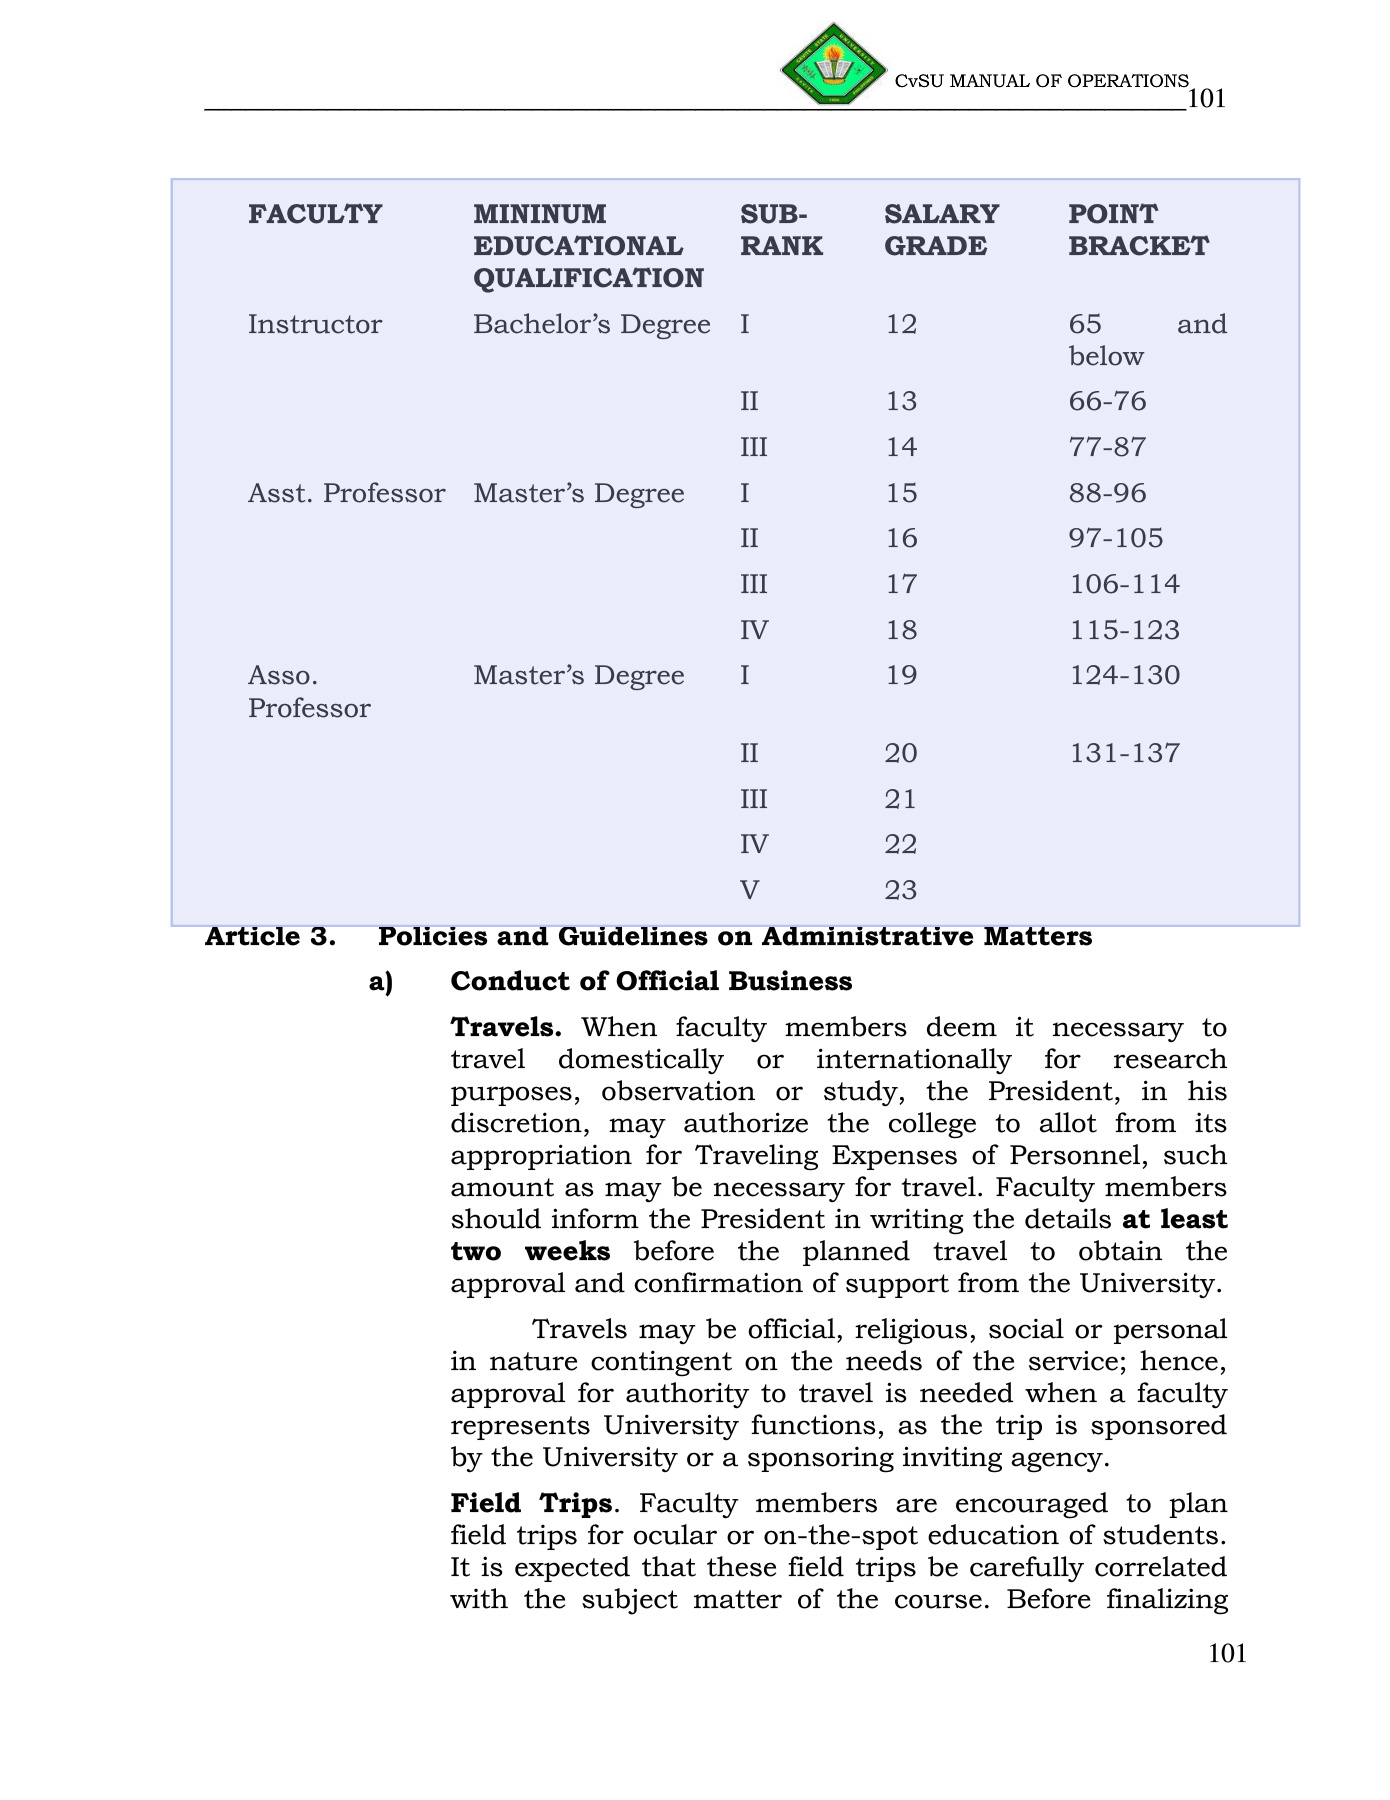 CvSU MANUAL OF OPERATIONS
101
FACULTY MININUM SUB- SALARY POINT
EDUCATIONAL RANK GRADE BRACKET
QUALIFICATION
Instructor Bachelor’s Degree I 12 65 and
below
II 13 66-76
III 14 77-87
Asst. Professor Master’s Degree I 15 88-96
II 16 97-105
III 17 106-114
IV 18 115-123
Asso. Master’s Degree I 19 124-130
Professor
II 20 131-137
III 21
IV 22
V 23
Article 3. Policies and Guidelines on Administrative Matters
a) Conduct of Official Business
Travels. When faculty members deem it necessary to
travel domestically or internationally for research
purposes, observation or study, the President, in his
discretion, may authorize the college to allot from its
appropriation for Traveling Expenses of Personnel, such
amount as may be necessary for travel. Faculty members
should inform the President in writing the details at least
two weeks before the planned travel to obtain the
approval and confirmation of support from the University.
Travels may be official, religious, social or personal
in nature contingent on the needs of the service; hence,
approval for authority to travel is needed when a faculty
represents University functions, as the trip is sponsored
by the University or a sponsoring inviting agency.
Field Trips. Faculty members are encouraged to plan
field trips for ocular or on-the-spot education of students.
It is expected that these field trips be carefully correlated
with the subject matter of the course. Before finalizing
101